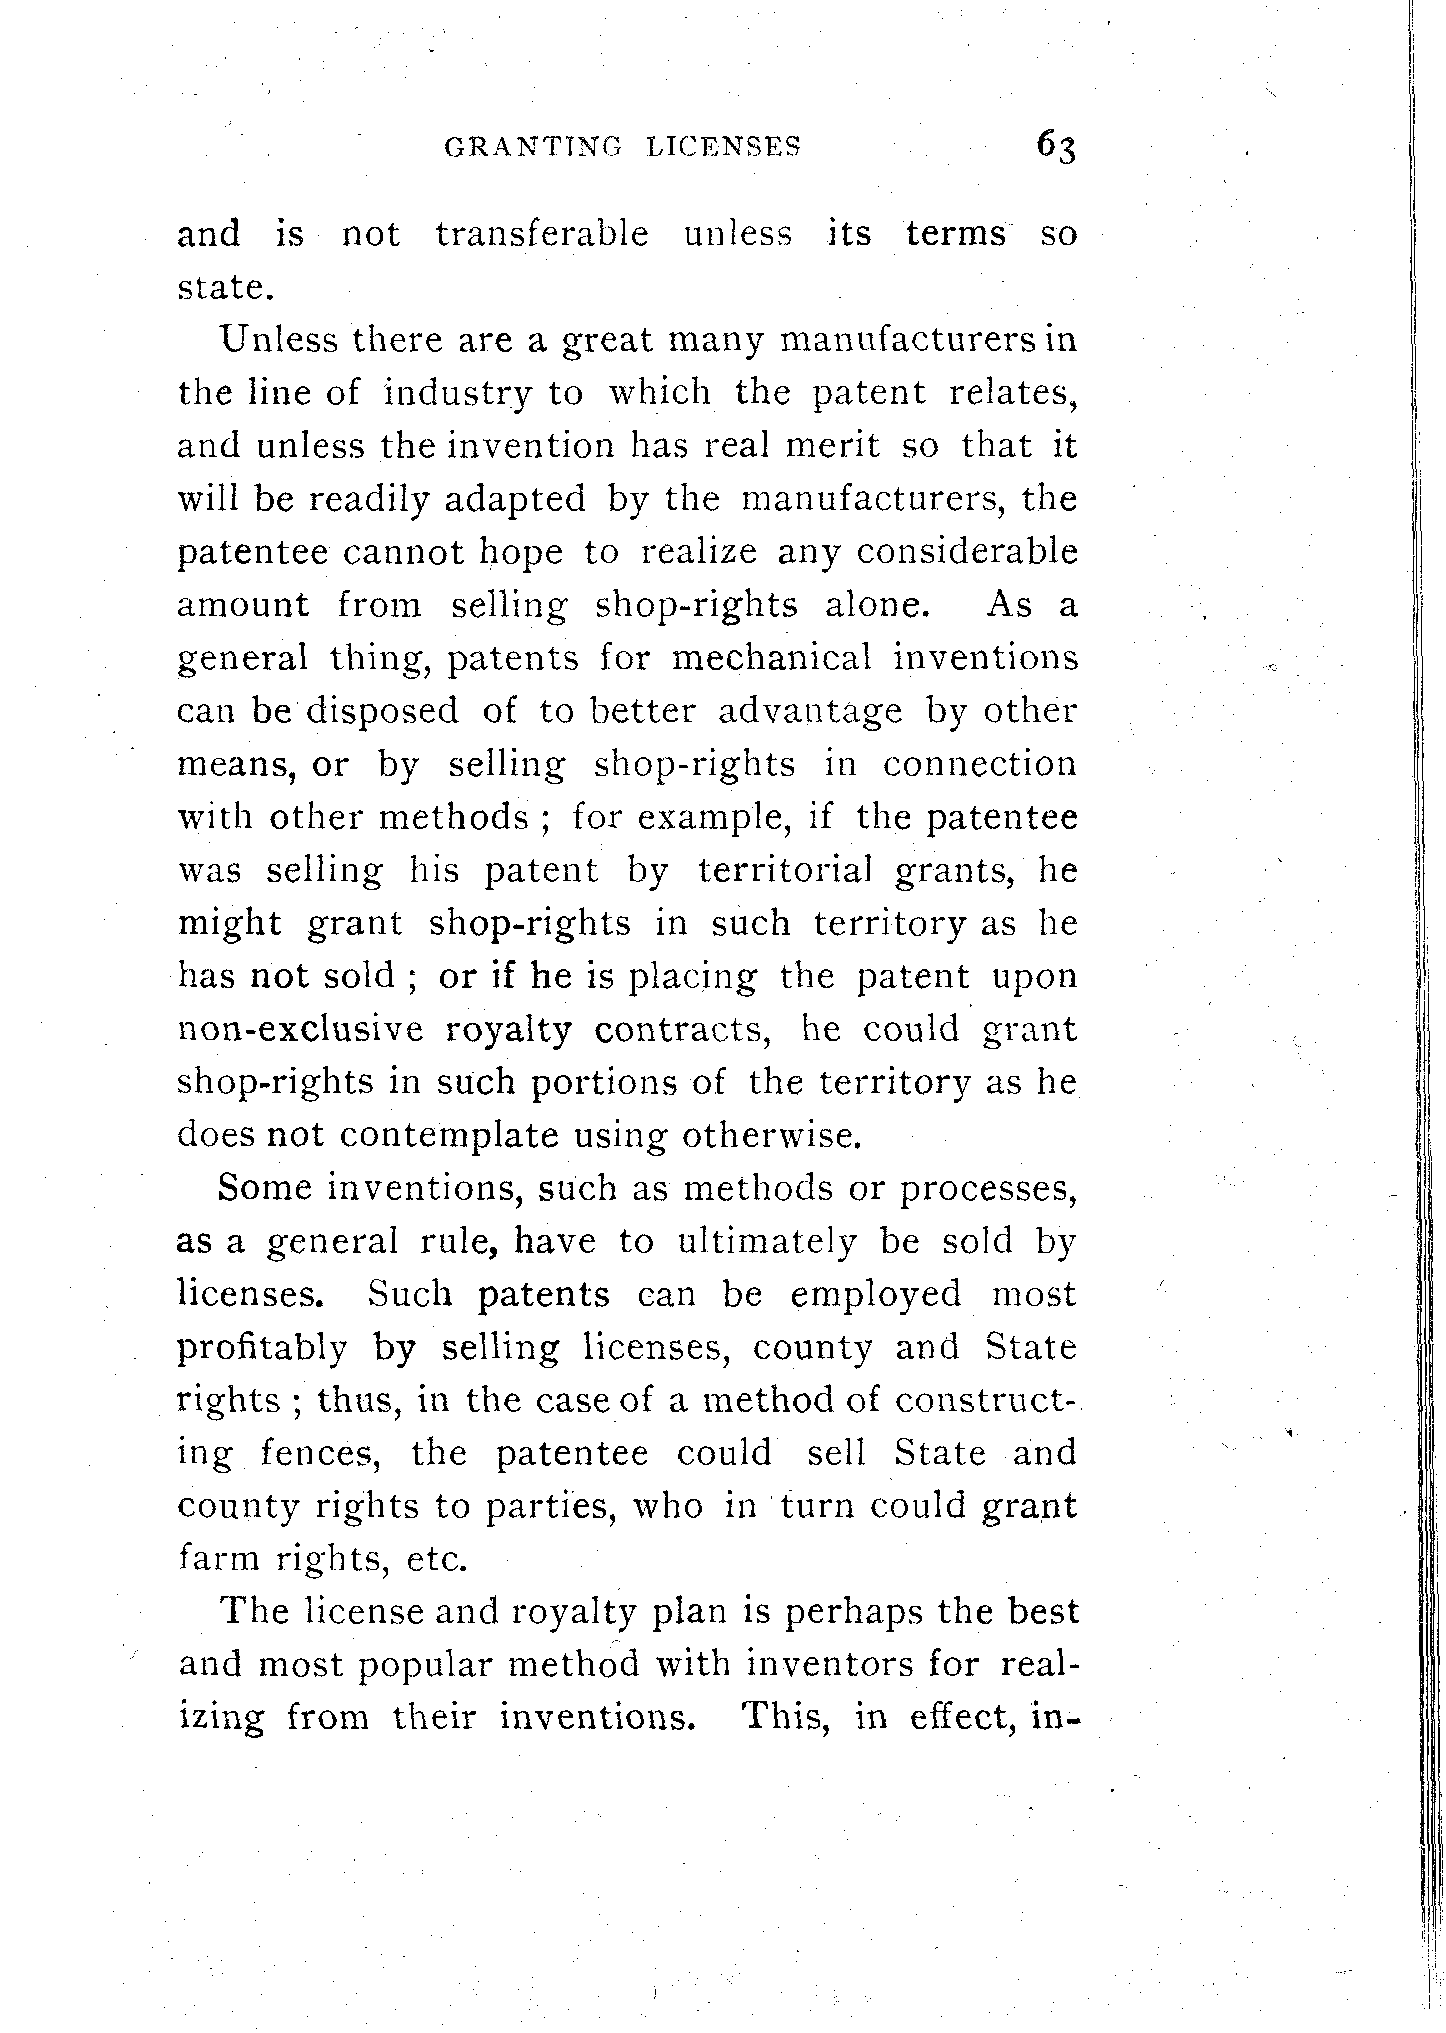 GRANTING LICENSES 63
and is not transferable unless its terms so
state.
Unless there are a great many manufacturers in
the line of industry to which the patent relates,
and unless the invention has real merit so that it
will be readily adapted by the manufacturers, the
patentee cannot hope to realize any considerable
amount from selling shop-rights alone. As a
general thing, patents for mechanical inventions
can be disposed of to better advantage by other
means, or by selling shop-rights in connection
with other methods ; for example, if the patentee
was selling his patent by territorial grants, he
might grant shop-rights in such territory as he
has not sold ; or if he is placing the patent upon
non-exclusive royalty contracts, he could grant
shop-rights in such portions of the territory as he
does not contemplate using otherwise.
Some inventions, such as methods or processes,
as a general rule, have to ultimately be sold by
licenses. Such patents can be employed most
profitably by selling licenses, county and State
rights ; thus, in the case of a method of construct-
ing fences, the patentee could sell State and
county rights to parties, who in turn could grant
farm rights, etc.
The license and royalty plan is perhaps the best
and most popular method with inventors for real-
izing from their inventions. This, in effect, in-